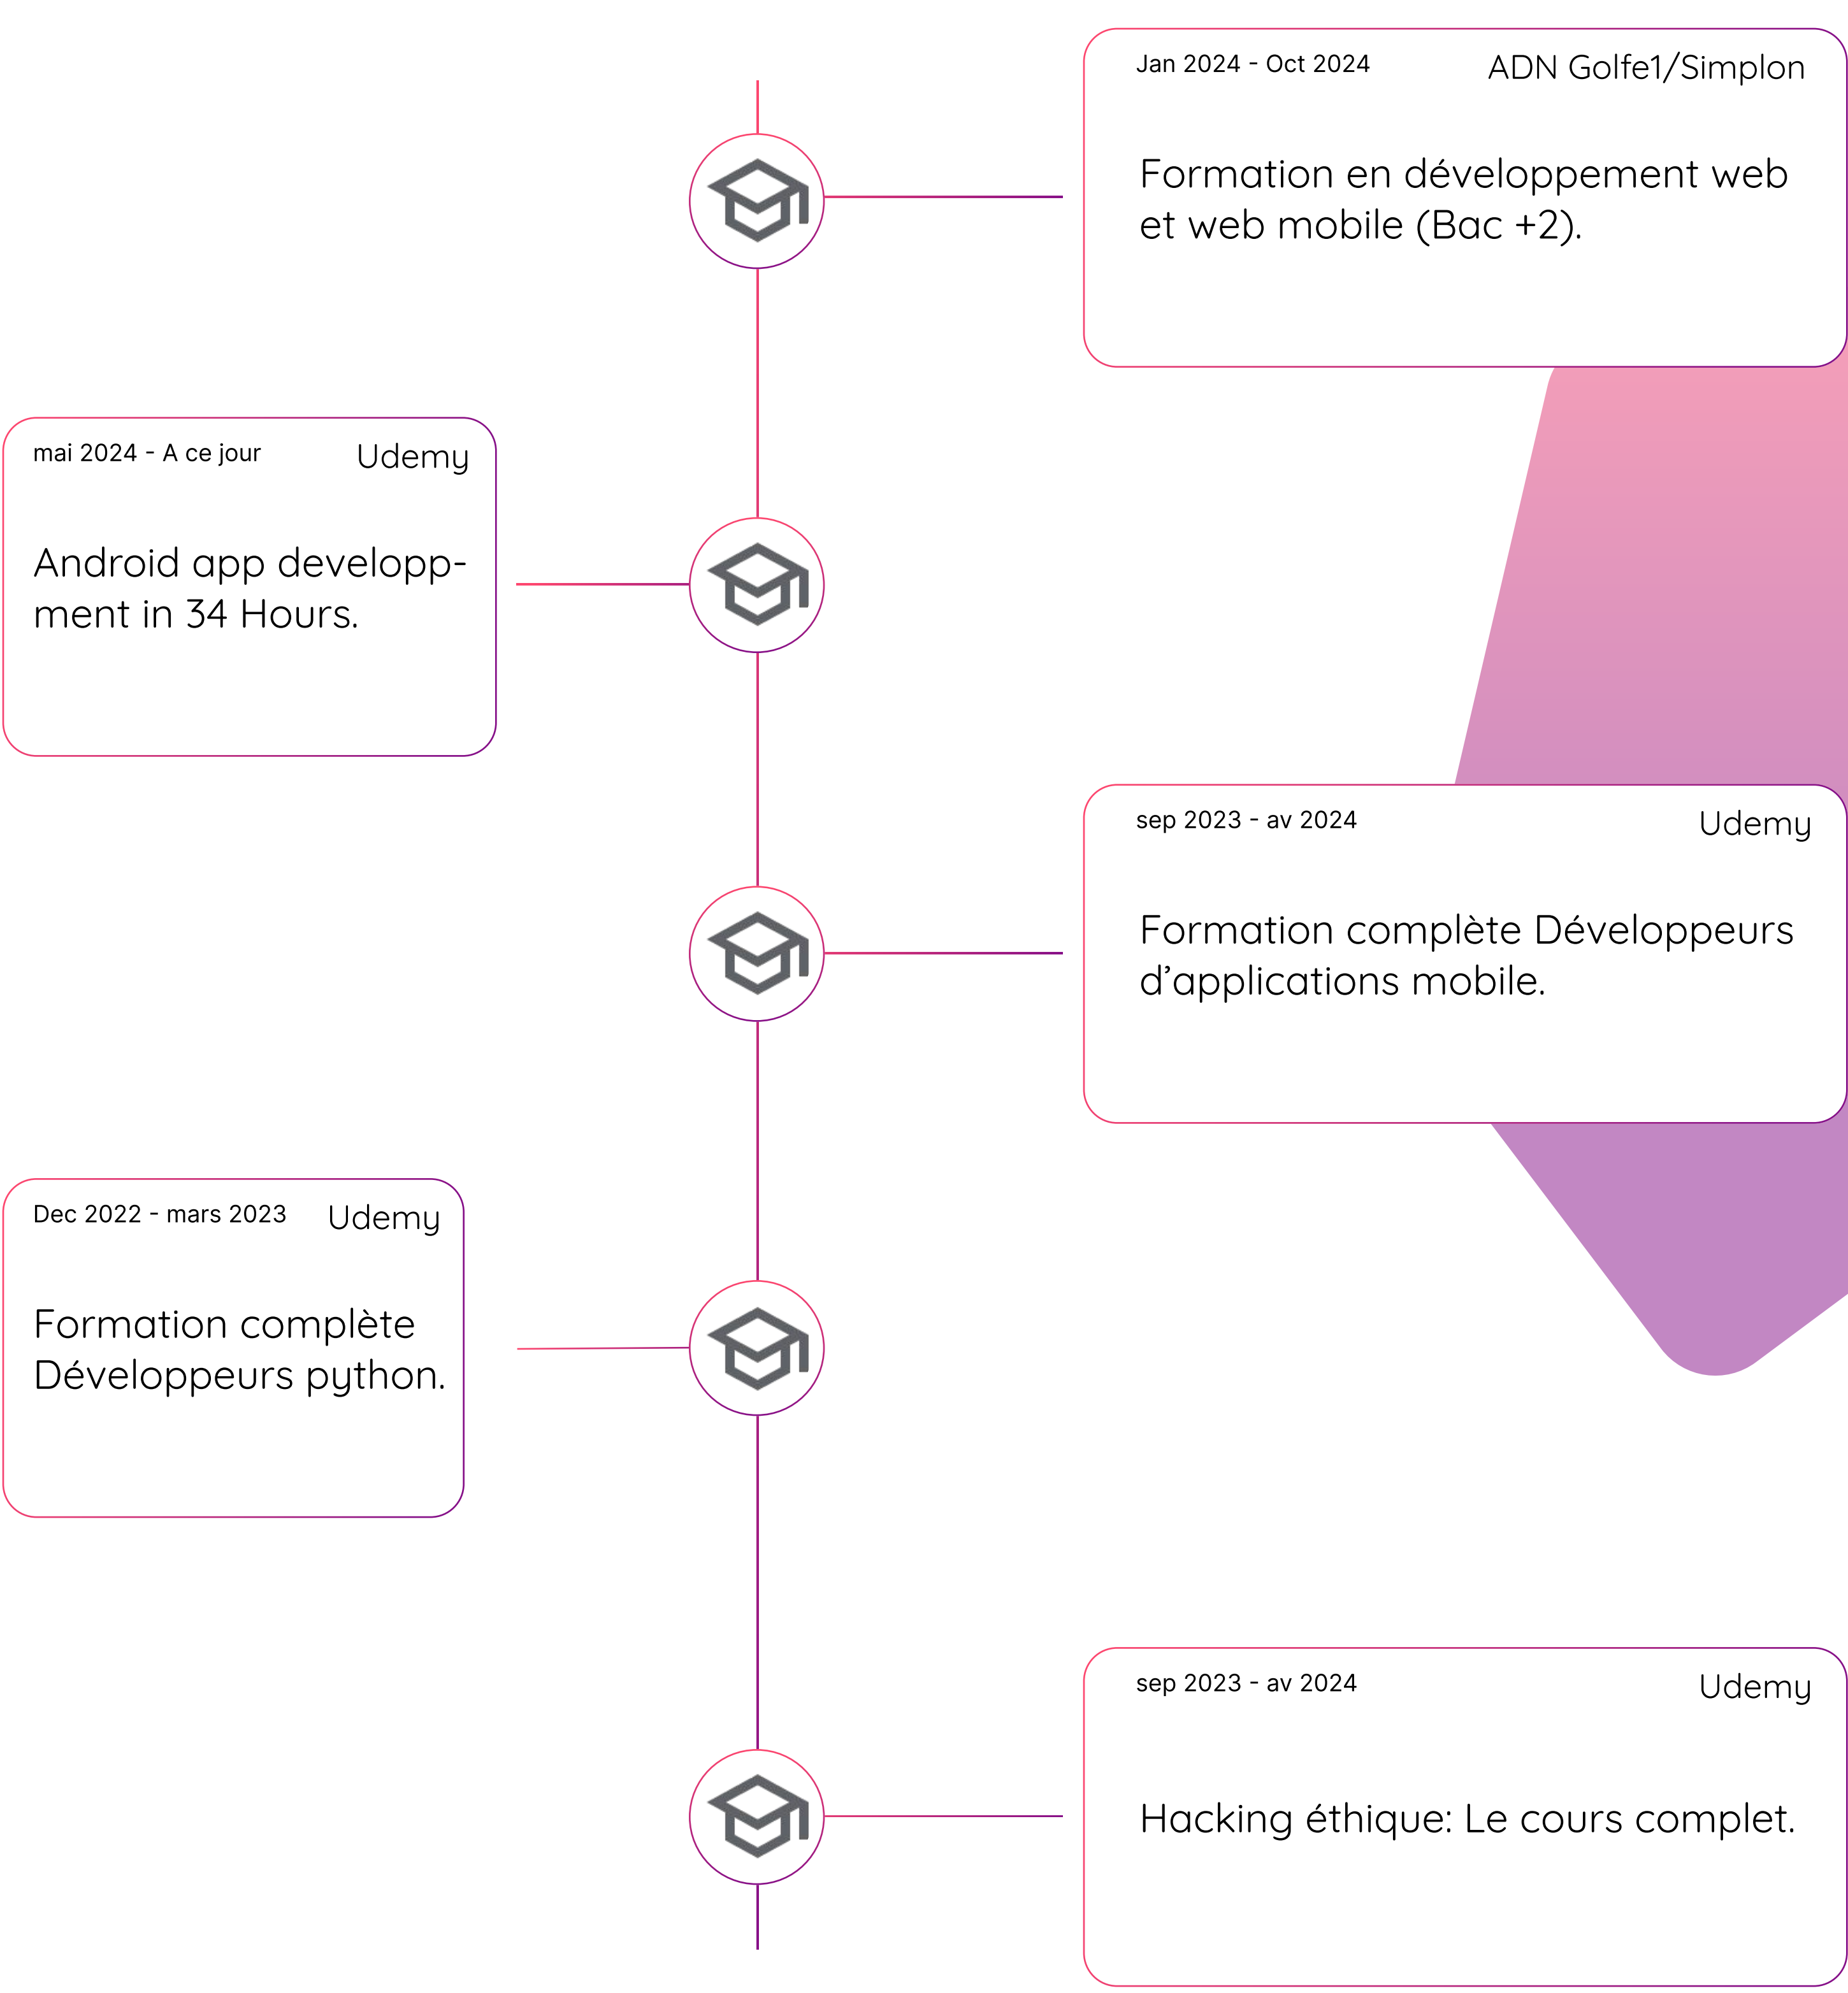 Jan 2024 - Oct 2024 ADN Golfe1/Simplon
Formation en développement web
et web mobile (Bac +2).
mai 2024 - A ce jour Udemy
Android app developp-
ment in 34 Hours.
sep 2023 - av 2024 Udemy
Formation complète Développeurs
d’applications mobile.
Dec 2022 - mars 2023 Udemy
Formation complète
Développeurs python.
sep 2023 - av 2024 Udemy
Hacking éthique: Le cours complet.